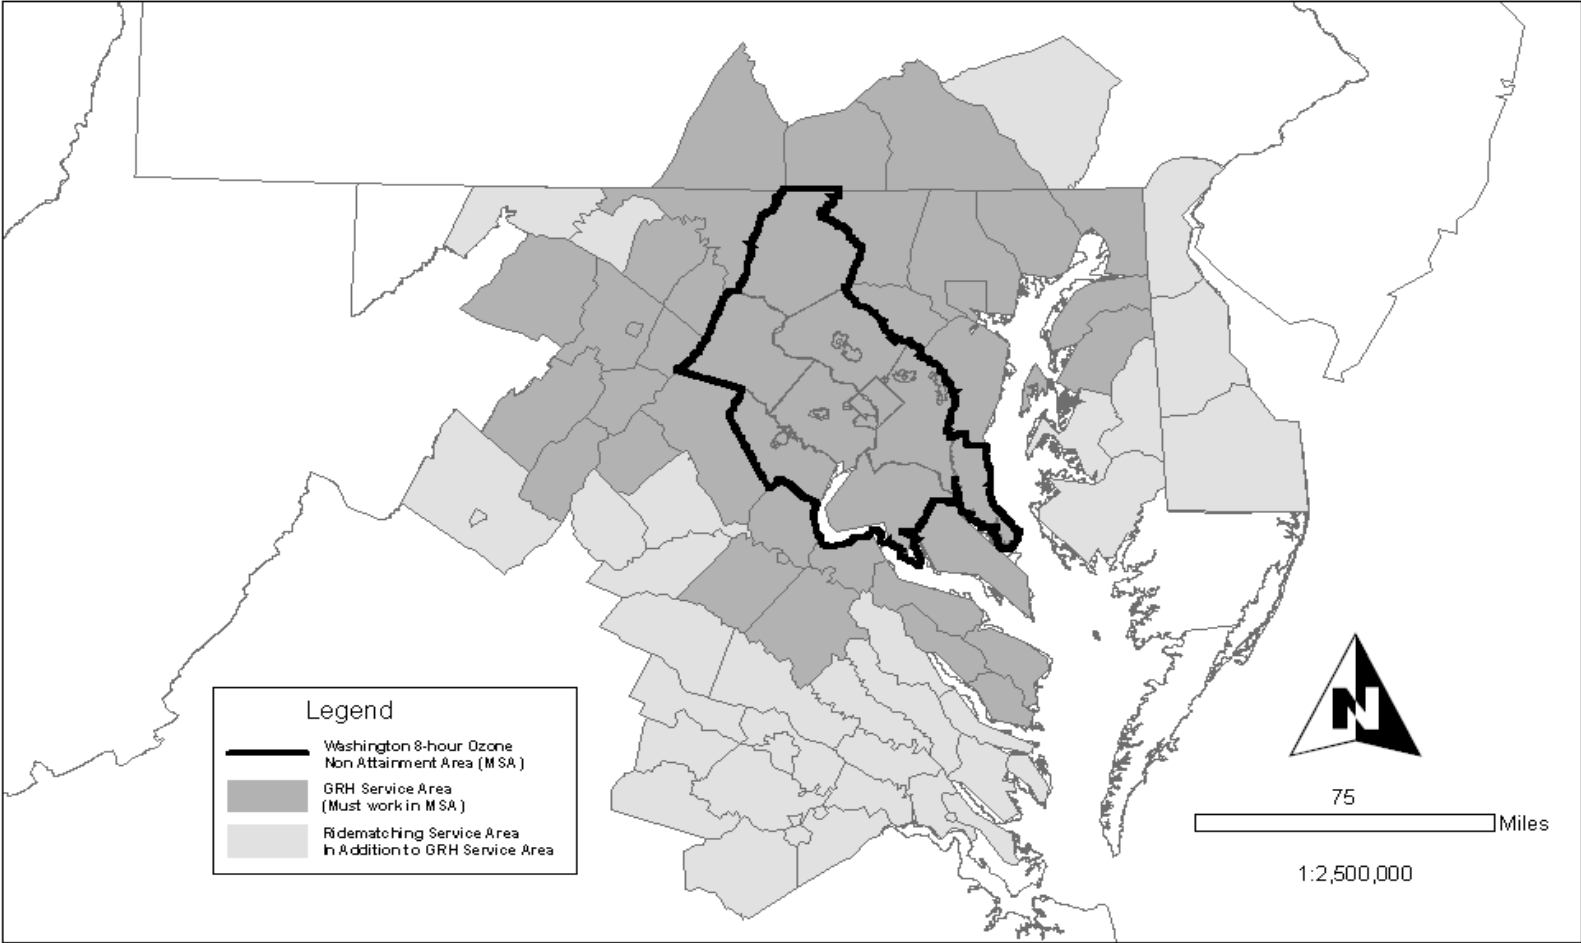 Legend
Washington 8-hour Ozone
Non Attainment Area (MSA)
GRH Service Area
(Must work in MSA)
Ridematching Service Area
In Addition to GRH Service Area
N
75
Miles
1:2,500,000